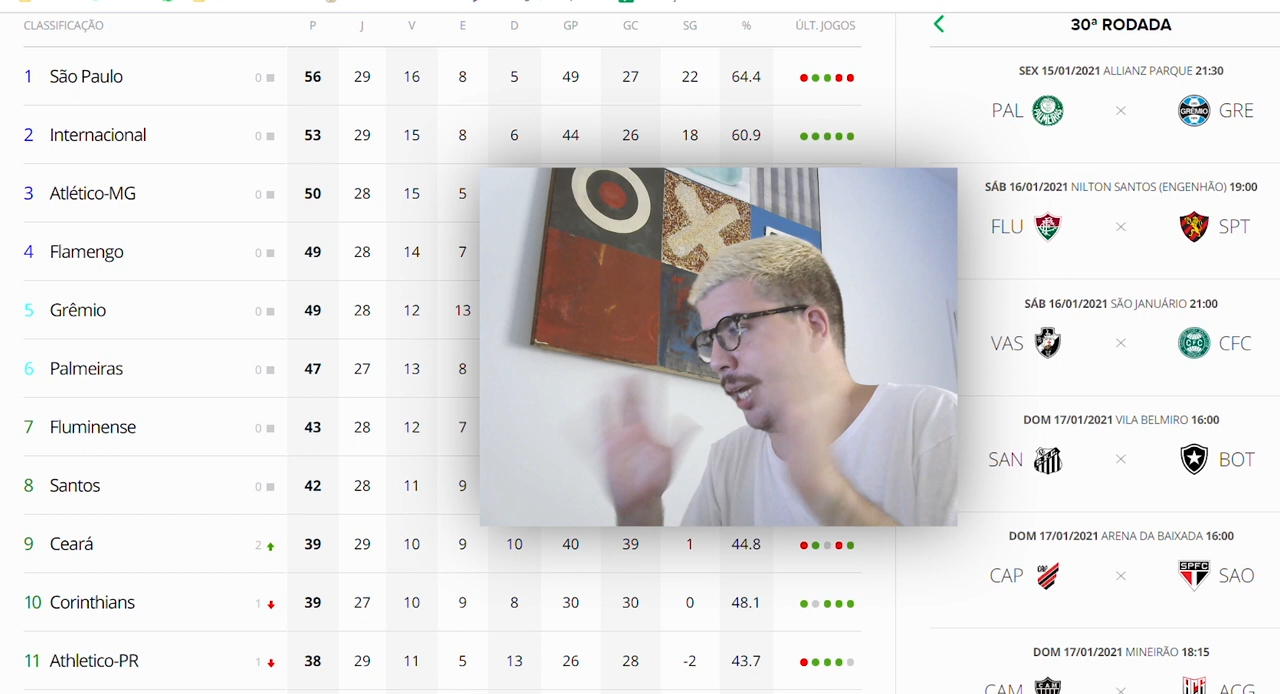 CLASSIFICAÇÃO P J V E D GP GC SG % ÚLT. JOGOS
1 São Paulo 0 56 29 16 8 5 49 27 22 64.4
2 Internacional 0 53 29 15 8 6 44 26 18 60.9
3 Atlético-MG 0 50 28 15 5
4 Flamengo 0 49 28 14 7
5 Grêmio 0 49 28 12 13
6 Palmeiras 0 47 27 13 8
7 Fluminense 0 43 28 12 7
8 Santos 0 42 28 11 9
9 Ceará 2 39 29 10 9 10 40 39 1 44.8
10 Corinthians 1 39 27 10 9 8 30 30 0 48.1
11 Athletico-PR 1 38 29 11 5 13 26 28 -2 43.7
30ª RODADA
SEX 15/01/2021 ALLIANZ PARQUE 21:30
PAL × GRÊMIO GRE
SÁB 16/01/2021 NILTON SANTOS (ENGENHÃO) 19:00
FLU × SPT
SÁB 16/01/2021 SÃO JANUÁRIO 21:00
VAS × CFC CFC
DOM 17/01/2021 VILA BELMIRO 16:00
SAN × BOT
DOM 17/01/2021 ARENA DA BAIXADA 16:00
CAP CAP × SPFC SAO
DOM 17/01/2021 MINEIRÃO 18:15
CAM CAM × ACG